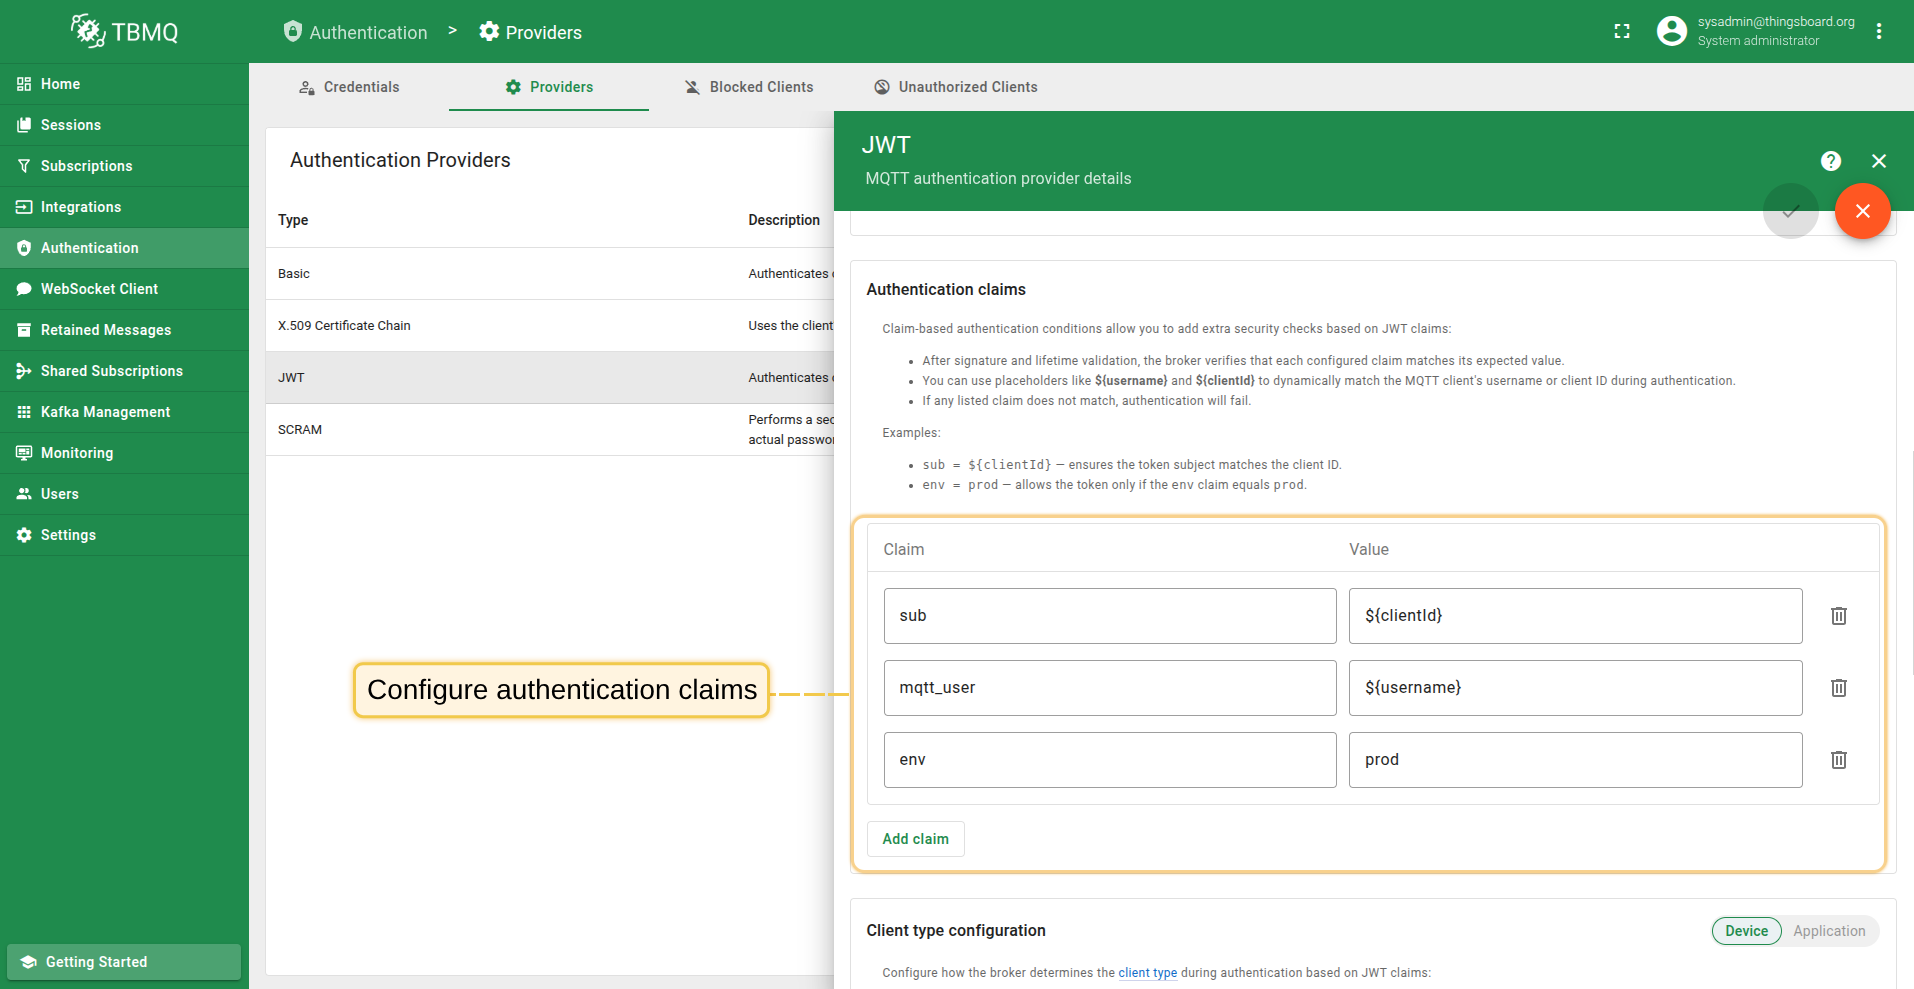 TBMQ
Authentication > Providers
sysadmin@thingsboard.org
System administrator
Home
Sessions
Subscriptions
Integrations
Authentication
WebSocket Client
Retained Messages
Shared Subscriptions
Kafka Management
Monitoring
Users
Settings
Getting Started
Credentials
Providers
Blocked Clients
Unauthorized Clients
Authentication Providers
Type Description
Basic Authenticates
X.509 Certificate Chain Uses the client
JWT Authenticates
SCRAM Performs a sec
actual passwor
Configure authentication claims
JWT
MQTT authentication provider details
Authentication claims
Claim-based authentication conditions allow you to add extra security checks based on JWT claims:
• After signature and lifetime validation, the broker verifies that each configured claim matches its expected value.
• You can use placeholders like ${username} and ${clientId} to dynamically match the MQTT client's username or client ID during authentication.
• If any listed claim does not match, authentication will fail.
Examples:
• sub = ${clientId} — ensures the token subject matches the client ID.
• env = prod — allows the token only if the env claim equals prod.
Claim Value
sub ${clientId}
mqtt_user ${username}
env prod
Add claim
Client type configuration
Device Application
Configure how the broker determines the client type during authentication based on JWT claims: